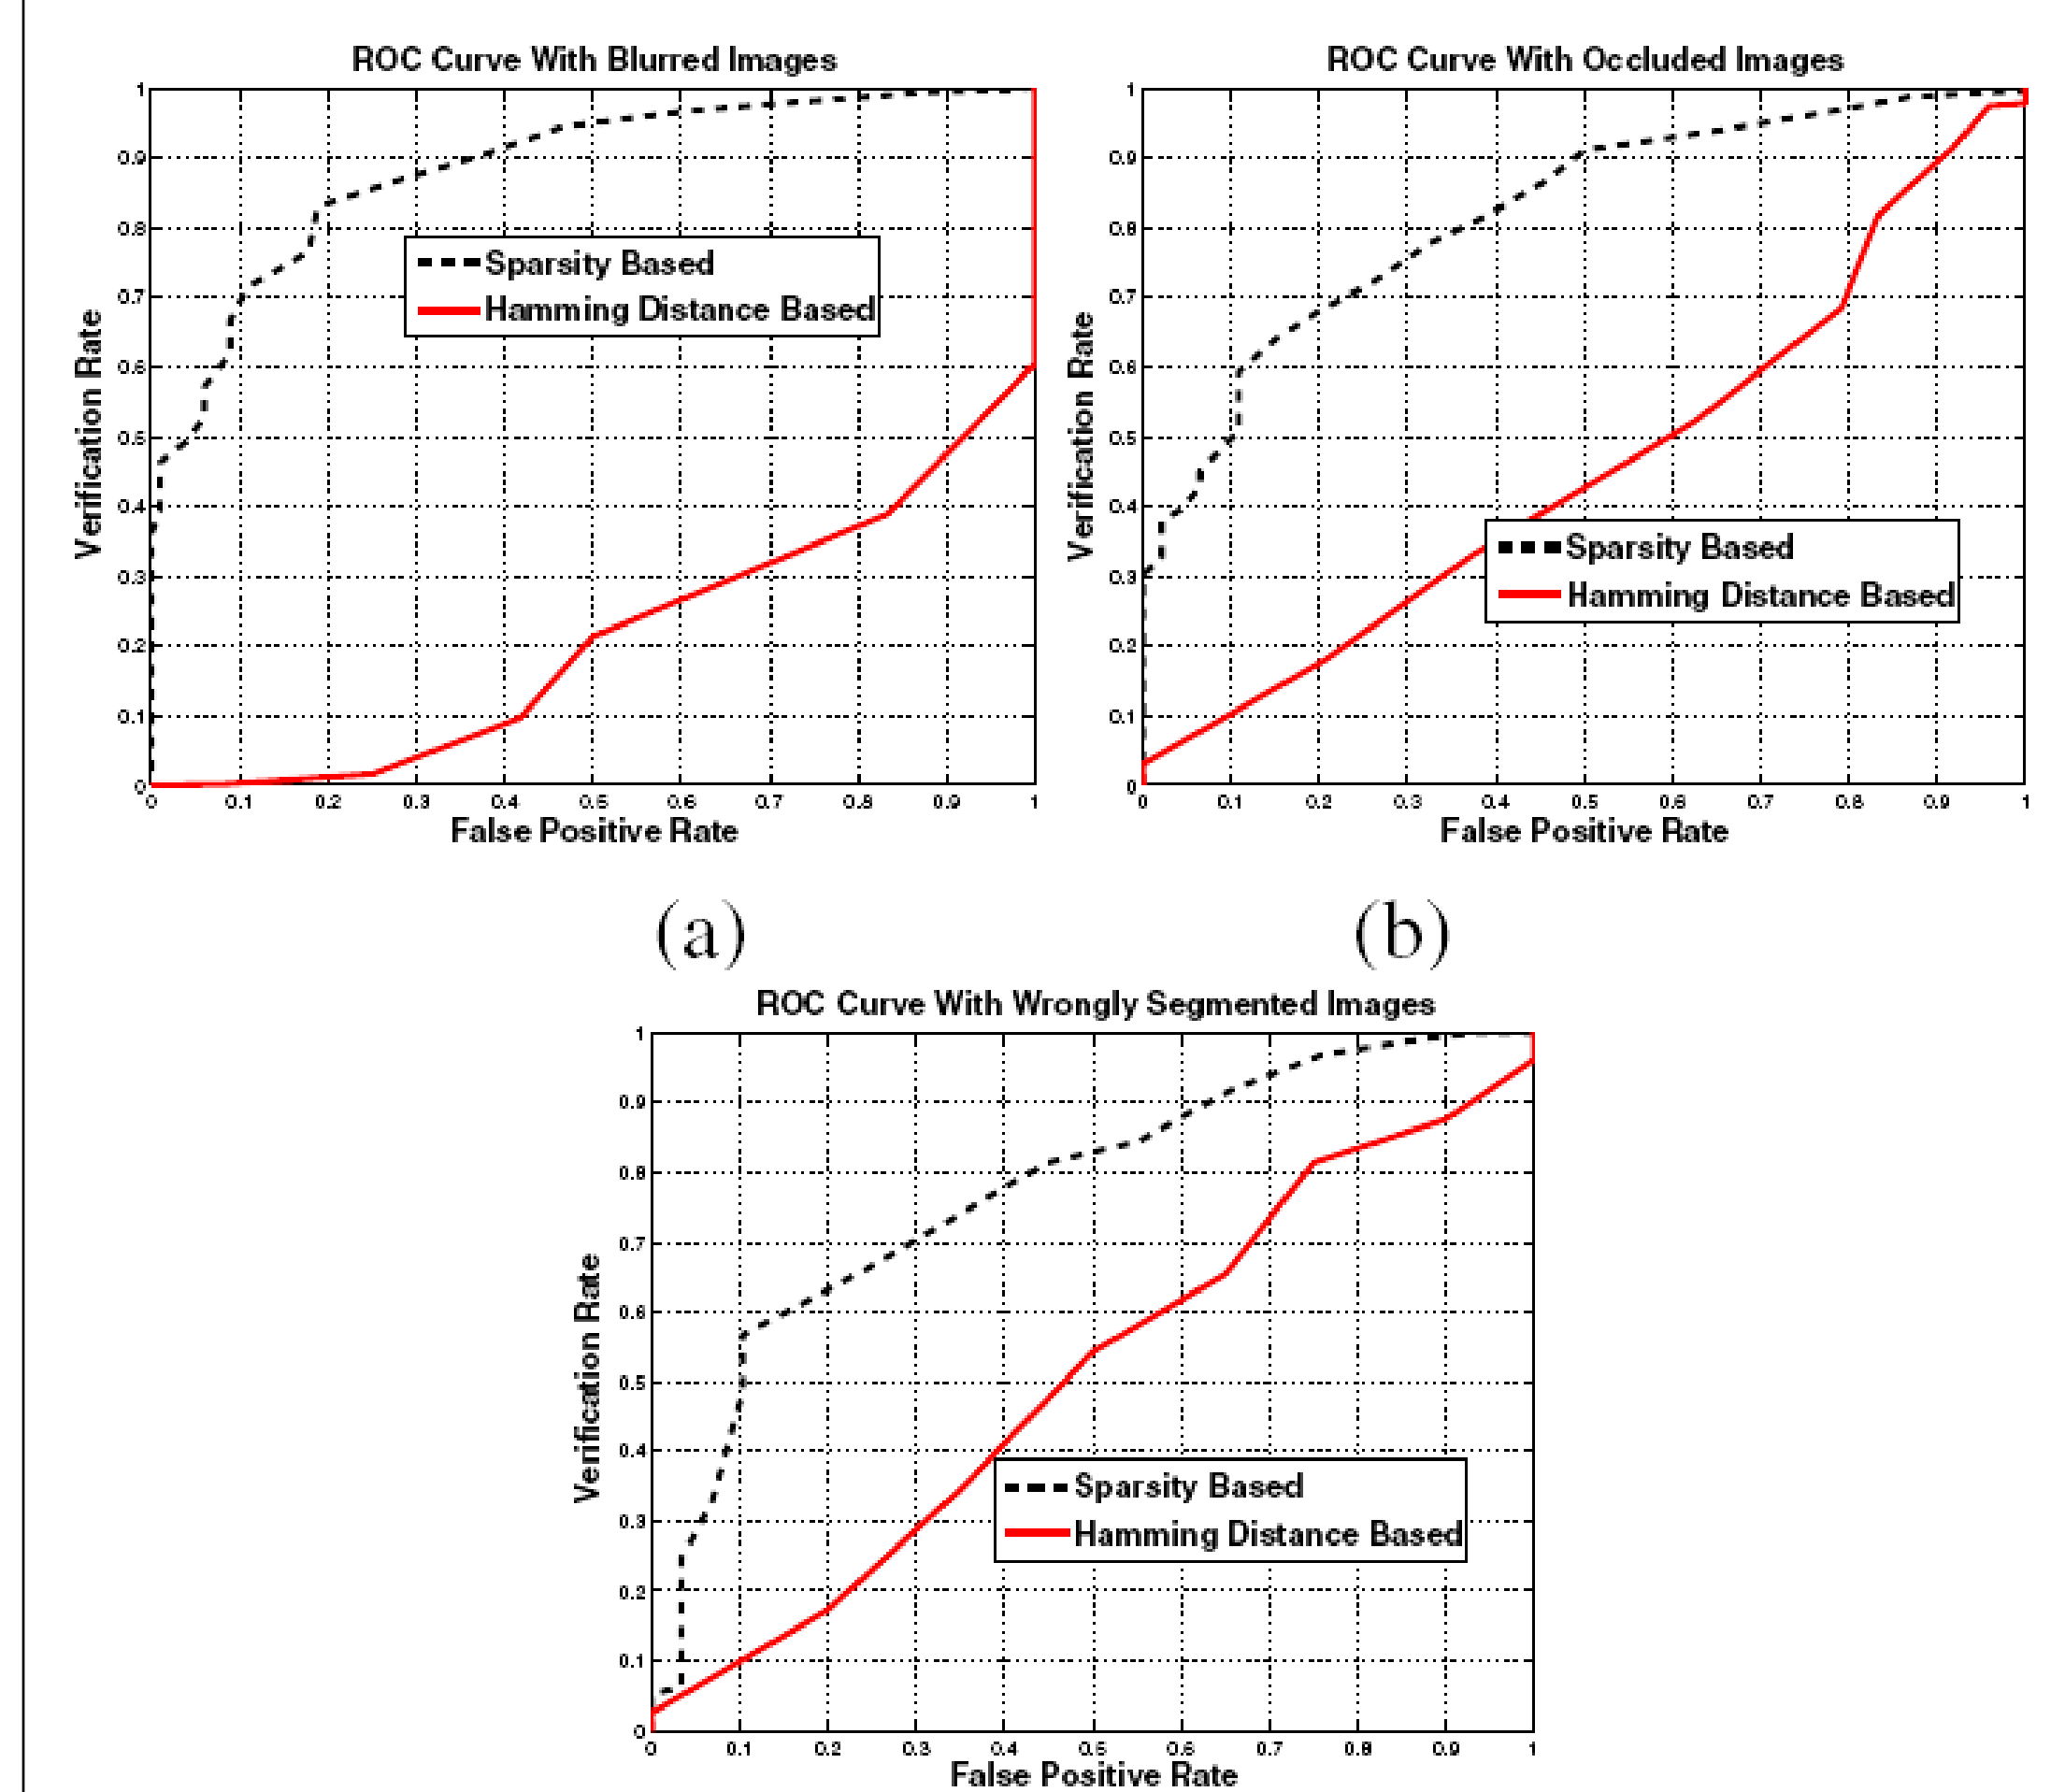 ROC Curve With Blurred Images
1
0.9
0.8
0.7
0.6
0.5
0.4
0.3
0.2
0.1
0
Verification Rate
Sparsity Based
Hamming Distance Based
0 0.1 0.2 0.3 0.4 0.5 0.6 0.7 0.8 0.9 1
False Positive Rate
(a)
ROC Curve With Occluded Images
1
0.9
0.8
0.7
0.6
0.5
0.4
0.3
0.2
0.1
0
Verification Rate
Sparsity Based
Hamming Distance Based
0 0.1 0.2 0.3 0.4 0.5 0.6 0.7 0.8 0.9 1
False Positive Rate
(b)
ROC Curve With Wrongly Segmented Images
1
0.9
0.8
0.7
0.6
0.5
0.4
0.3
0.2
0.1
0
Verification Rate
Sparsity Based
Hamming Distance Based
0 0.1 0.2 0.3 0.4 0.5 0.6 0.7 0.8 0.9 1
False Positive Rate